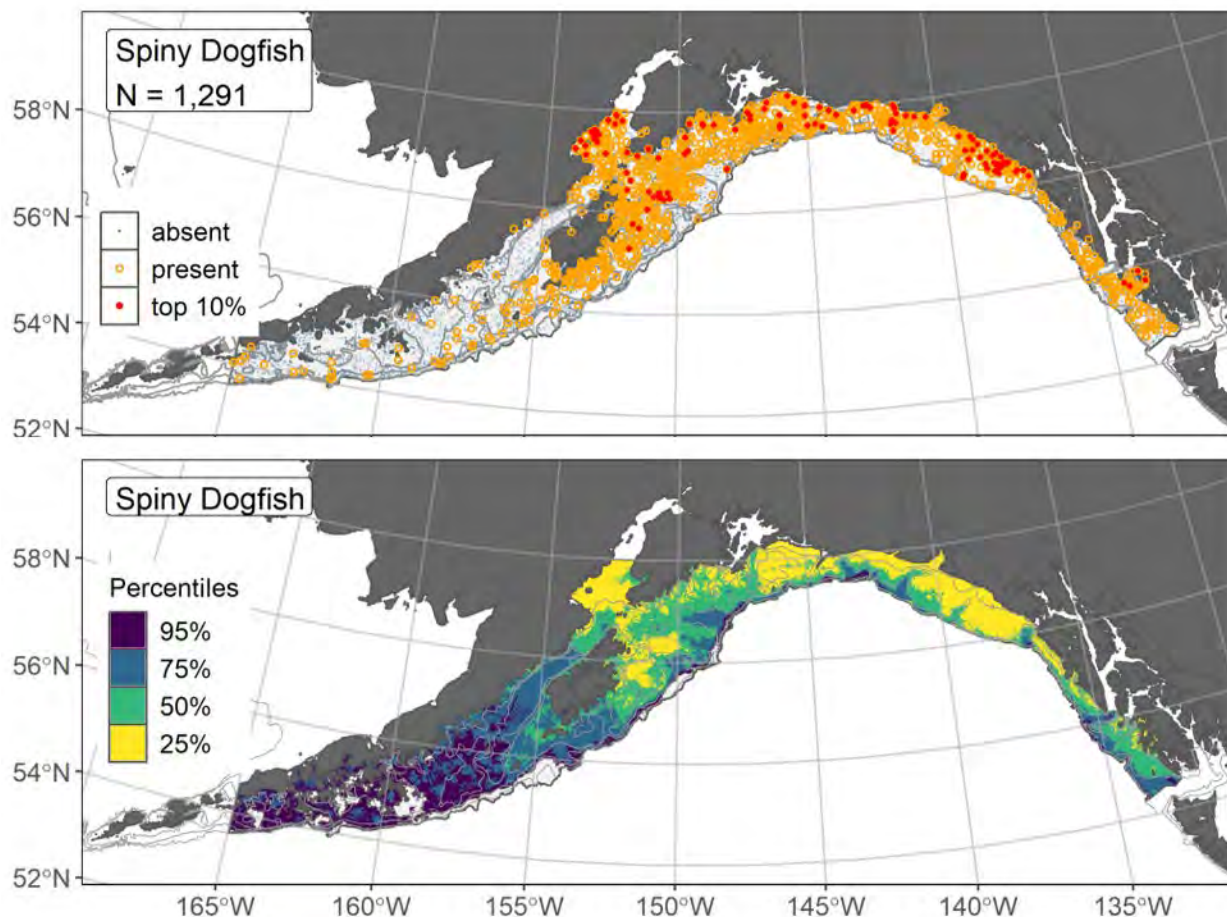 Spiny Dogfish
N = 1,291
58°N
56°N
54°N
52°N
absent
present
top 10%
Spiny Dogfish
58°N
56°N
54°N
52°N
Percentiles
95%
75%
50%
25%
165°W 160°W 155°W 150°W 145°W 140°W 135°W